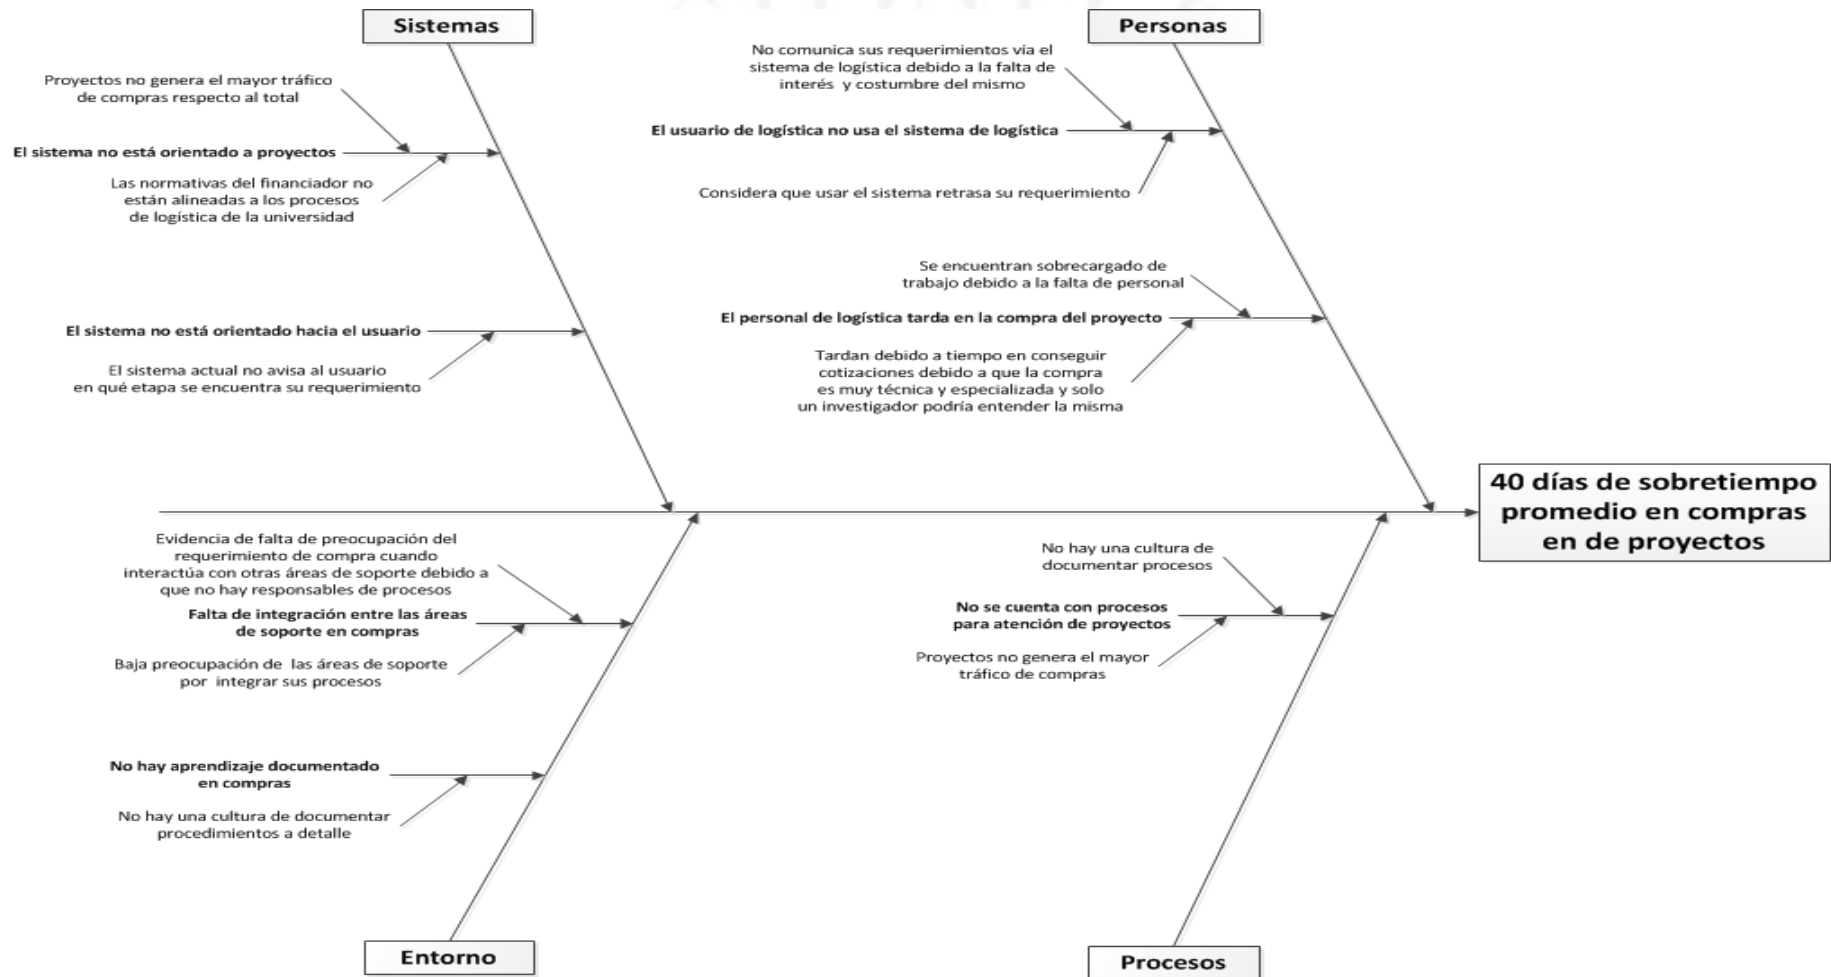 Sistemas
Proyectos no genera el mayor tráfico
de compras respecto al total
El sistema no está orientado a proyectos
Las normativas del financiador no
están alineadas a los procesos
de logística de la universidad
El sistema no está orientado hacia el usuario
El sistema actual no avisa al usuario
en qué etapa se encuentra su requerimiento
Personas
No comunica sus requerimientos vía el
sistema de logística debido a la falta de
interés y costumbre del mismo
El usuario de logística no usa el sistema de logística
Considera que usar el sistema retrasa su requerimiento
Se encuentran sobrecargado de
trabajo debido a la falta de personal
El personal de logística tarda en la compra del proyecto
Tardan debido a tiempo en conseguir
cotizaciones debido a que la compra
es muy técnica y especializada y solo
un investigador podría entender la misma
40 días de sobretiempo
promedio en compras
en de proyectos
Evidencia de falta de preocupación del
requerimiento de compra cuando
interactúa con otras áreas de soporte debido a
que no hay responsables de procesos
Falta de integración entre las áreas
de soporte en compras
Baja preocupación de las áreas de soporte
por integrar sus procesos
No hay aprendizaje documentado
en compras
No hay una cultura de documentar
procedimientos a detalle
Entorno
No hay una cultura de
documentar procesos
No se cuenta con procesos
para atención de proyectos
Proyectos no genera el mayor
tráfico de compras
Procesos